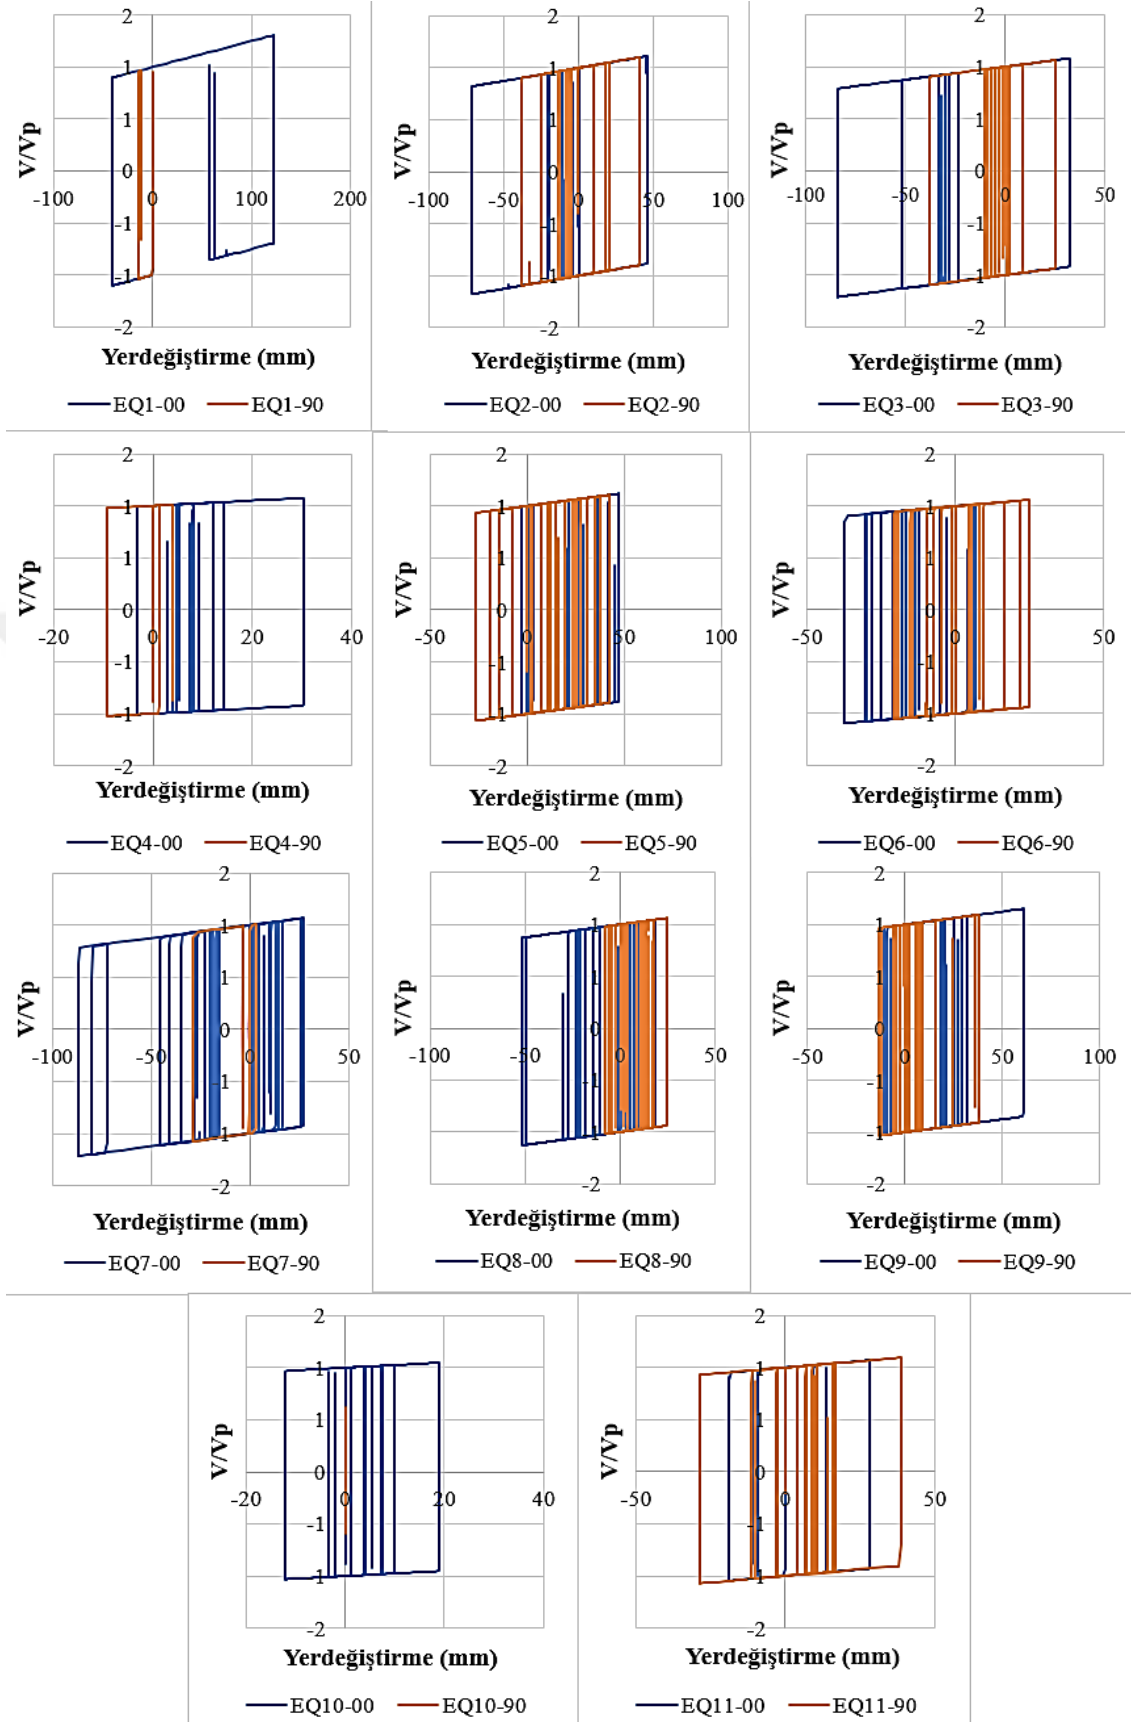 2
1
1
V/Vp
0
-100 0 100 200
-1
-1
-2
Yerdeğiştirme (mm)
EQ1-00 EQ1-90
2
1
1
V/Vp
0
-100 -50 0 50 100
-1
-1
-2
Yerdeğiştirme (mm)
EQ2-00 EQ2-90
2
1
1
V/Vp
0
-100 -50 0 50
-1
-1
-2
Yerdeğiştirme (mm)
EQ3-00 EQ3-90
2
1
1
V/Vp
0
-20 0 20 40
-1
-1
-2
Yerdeğiştirme (mm)
EQ4-00 EQ4-90
2
1
1
V/Vp
0
-50 0 50 100
-1
-1
-2
Yerdeğiştirme (mm)
EQ5-00 EQ5-90
2
1
1
V/Vp
0
-50 0 50
-1
-1
-2
Yerdeğiştirme (mm)
EQ6-00 EQ6-90
2
1
1
V/Vp
0
-100 -50 0 50
-1
-1
-2
Yerdeğiştirme (mm)
EQ7-00 EQ7-90
2
1
1
V/Vp
0
-100 -50 0 50
-1
-1
-2
Yerdeğiştirme (mm)
EQ8-00 EQ8-90
2
1
1
V/Vp
0
-50 0 50 100
-1
-1
-2
Yerdeğiştirme (mm)
EQ9-00 EQ9-90
2
1
1
V/Vp
0
-20 0 20 40
-1
-1
-2
Yerdeğiştirme (mm)
EQ10-00 EQ10-90
2
1
1
V/Vp
0
-50 0 50
-1
-1
-2
Yerdeğiştirme (mm)
EQ11-00 EQ11-90